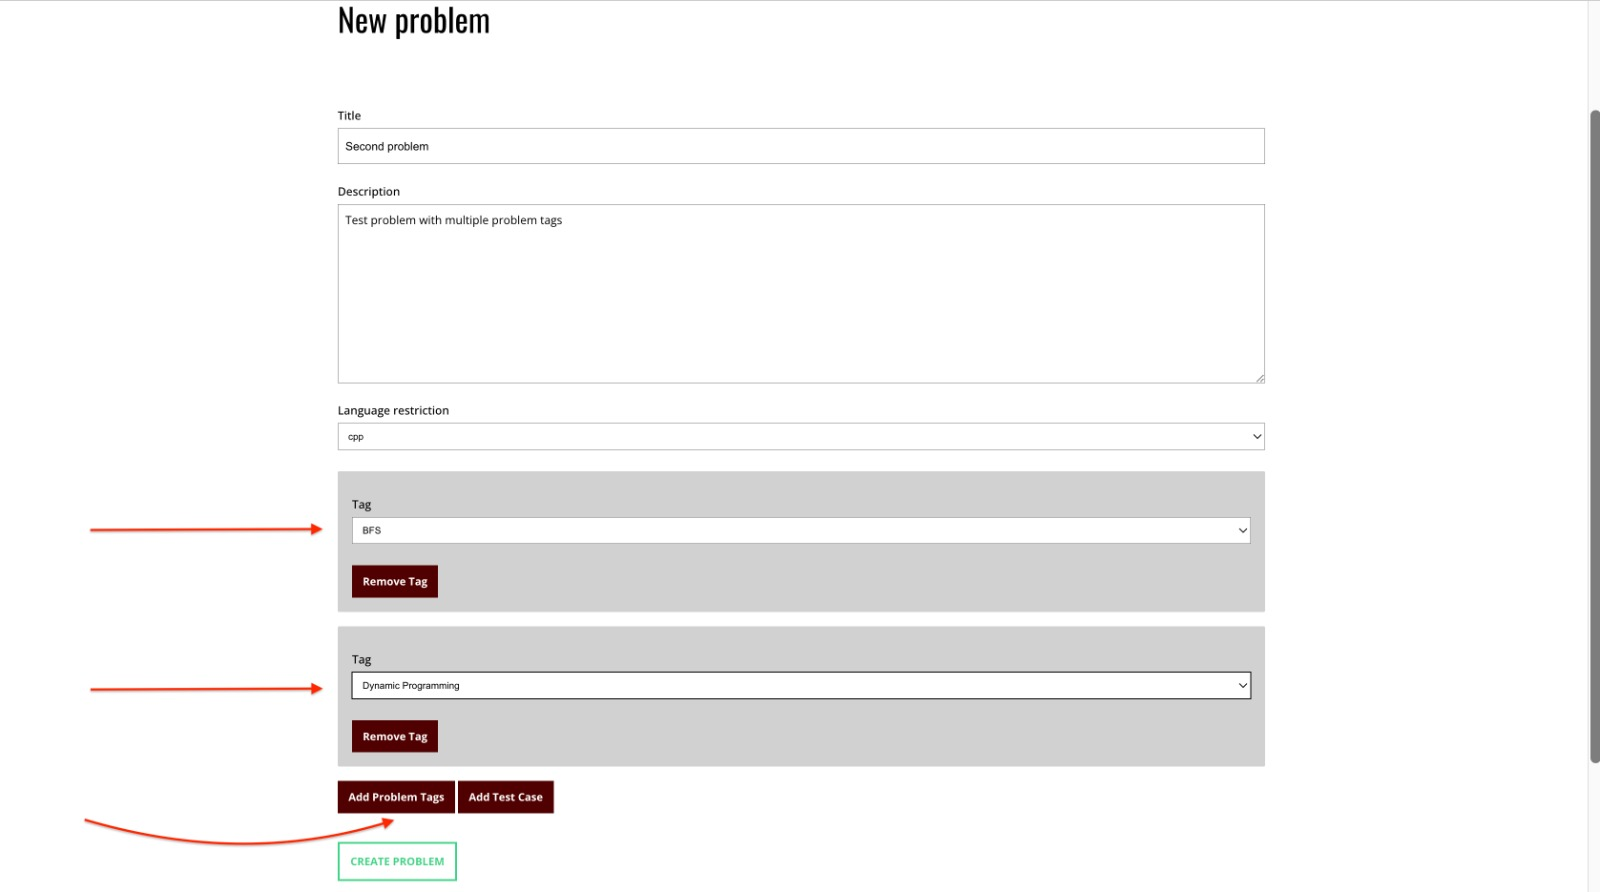 New problem
Title
Second problem
Description
Test problem with multiple problem tags
Language restriction
cpp
Tag
BFS
Remove Tag
Tag
Dynamic Programming
Remove Tag
Add Problem Tags Add Test Case
CREATE PROBLEM